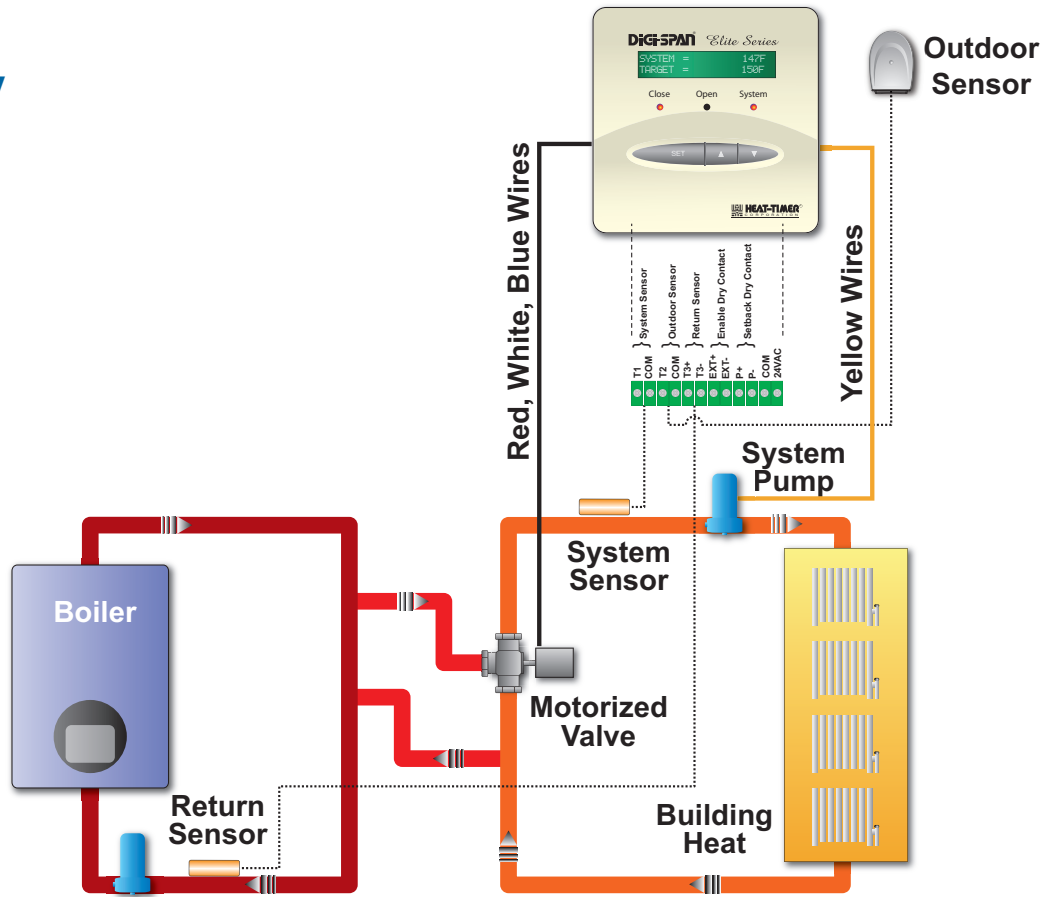 DiGi-SPAN Elite Series
SYSTEM = 147F
TARGET = 150F
Close Open System
SET
HEAT-TIMER
CORPORATION
Outdoor
Sensor
Red, White, Blue Wires
Yellow Wires
System Sensor
Outdoor Sensor
Return Sensor
Enable Dry Contact
Setback Dry Contact
T1
COM
T2
COM
T3+
T3-
EXT+
EXT-
P+
P-
COM
24VAC
System
Pump
System
Sensor
Boiler
Motorized
Valve
Return
Sensor
Building
Heat